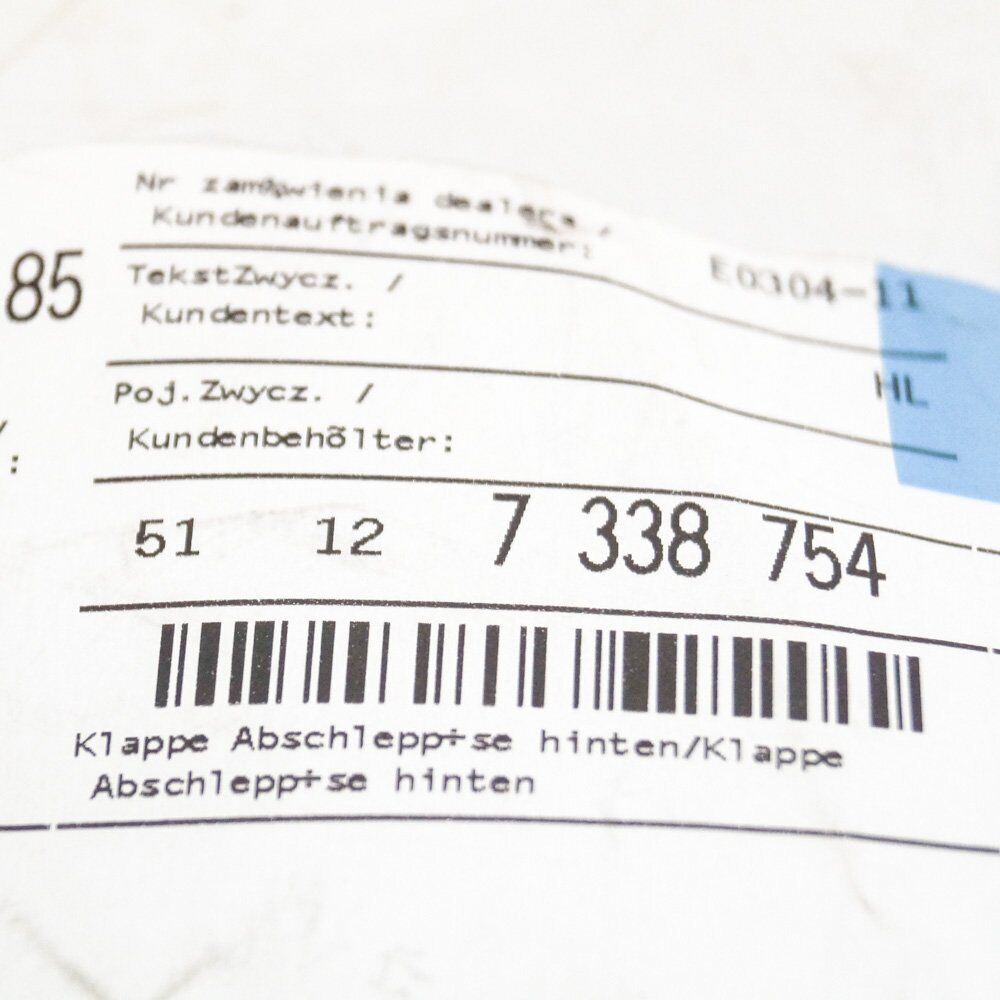 Nr zamówienia dealera /
Kundenauftragsnummer:
E0304-11
85
TekstZwycz. /
Kundentext:
HL
Poj.Zwycz. /
Kundenbehõlter:
/
:
51 12 7 338 754
Klappe Abschlepp÷se hinten/Klappe
Abschlepp÷se hinten